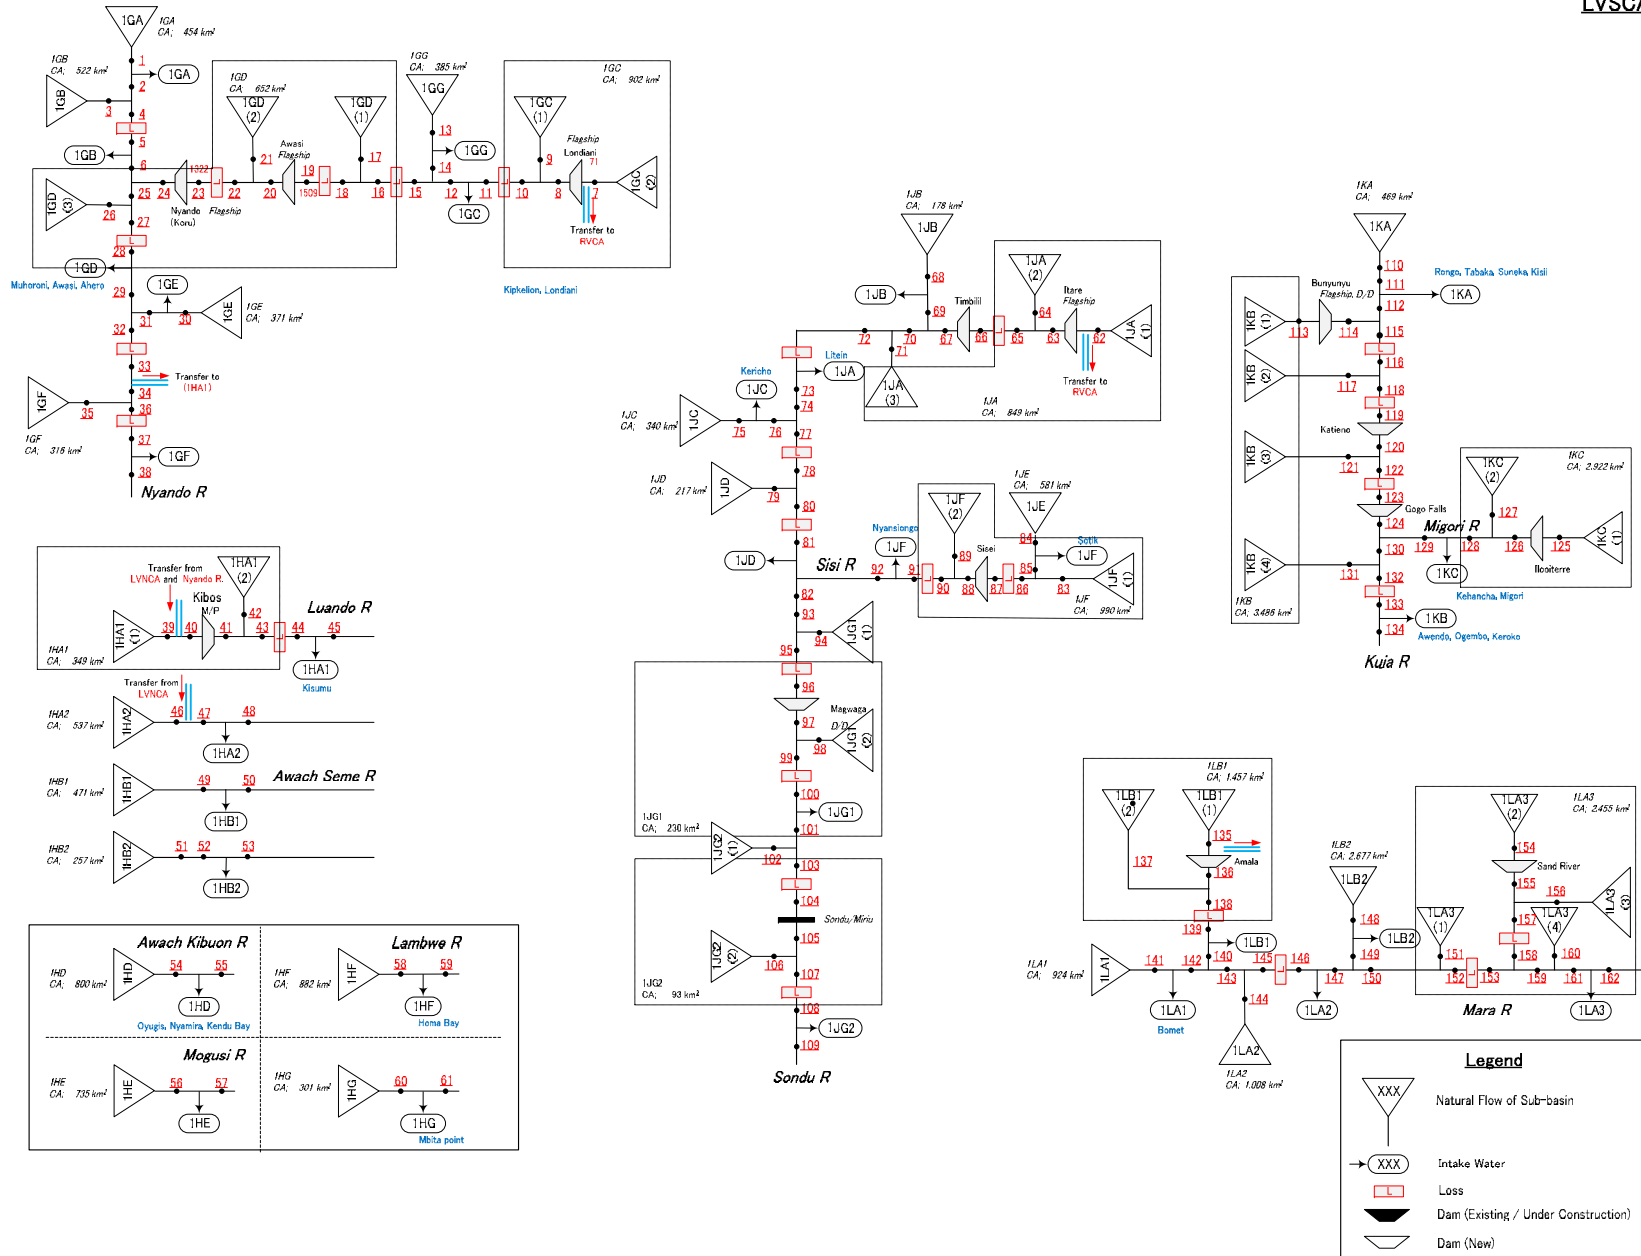 LVSCA
1GA
1GA
CA; 454 km²
1
1GA
2
1GB
CA; 522 km²
1GB
3
4
L
5
1GB
6
1GD
CA; 652 km²
1GD
(2)
21
Awasi
Flagship
19
1509
L
18
1GD
(1)
17
16
L
15
1GG
CA; 385 km²
1GG
13
1GG
14
12
1GC
11
L
10
1GC
CA; 902 km²
1GC
(1)
9
8
Flagship
Londiani
71
7
1GC
(2)
Transfer to
RVCA
Kipkelion, Londiani
1322
L
25
24
23
22
20
Nyando
(Koru)
Flagship
1GD
(3)
26
27
L
28
1GD
Muhoroni, Awasi, Ahero
29
1GE
31
30
1GE
1GE
CA; 371 km²
32
L
33
Transfer to
(1HA1)
34
1GF
35
36
L
1GF
CA; 316 km²
37
1GF
38
Nyando R
Transfer from
LVNCA and Nyando R.
1HA1
(2)
Kibos
M/P
Luando R
1HA1
(1)
39
40
41
42
43
L
44
45
1HA1
CA; 349 km²
1HA1
Kisumu
Transfer from
LVNCA
1HA2
CA; 537 km²
1HA2
46
47
48
1HA2
1HB1
CA; 471 km²
1HB1
49
50
Awach Seme R
1HB1
1HB2
CA; 257 km²
1HB2
51
52
53
1HB2
Awach Kibuon R
1HD
CA; 800 km²
1HD
54
55
1HD
Oyugis, Nyamira, Kendu Bay
Lambwe R
1HF
CA; 882 km²
1HF
58
59
1HF
Homa Bay
Mogusi R
1HE
CA; 735 km²
1HE
56
57
1HE
1HG
CA; 301 km²
1HG
60
61
1HG
Mbita point
1JB
CA; 178 km²
1JB
68
1JB
69
Timbilil
1JA
(2)
64
Itare
Flagship
72
70
67
66
L
65
63
62
1JA
(1)
71
1JA
(3)
Transfer to
RVCA
1JA
CA; 849 km²
L
Litein
1JA
73
Kericho
1JC
74
1JC
CA; 340 km²
1JC
75
76
77
L
78
1JD
CA; 217 km²
1JD
79
80
L
81
1JD
Sisi R
Nyansiongo
1JF
92
91
L
90
1JF
(2)
89
Sisei
88
87
L
86
1JE
CA; 581 km²
1JE
84
Sotik
1JF
85
83
1JF
(1)
1JF
CA; 990 km²
82
93
94
1JG1
(1)
95
L
96
Magwaga
D/D
97
98
1JG1
(2)
99
L
100
1JG1
1JG1
CA; 230 km²
101
1JG2
(1)
102
103
L
104
Sondu/Miriu
105
1JG2
(2)
106
107
1JG2
CA; 93 km²
L
108
1JG2
109
Sondu R
1KA
CA; 469 km²
1KA
110
Rongo, Tabaka, Suneka, Kisii
111
1KA
112
Bunyunyu
Flagship, D/D
1KB
(1)
113
114
115
L
116
1KB
(2)
117
118
L
119
Katieno
120
1KB
(3)
121
122
L
123
Gogo Falls
124
Migori R
1KC
CA; 2.922 km²
1KC
(2)
127
130
129
128
126
125
1KC
(1)
1KC
Ilooiterre
Kehancha, Migori
1KB
(4)
131
132
L
133
1KB
CA; 3.486 km²
1KB
134
Awendo, Ogembo, Keroko
Kuja R
1LB1
CA; 1.457 km²
1LB1
(2)
1LB1
(1)
135
Amala
136
137
138
L
139
1LB1
1LA1
CA; 924 km²
1LA1
141
142
140
1LA1
Bomet
143
144
1LA2
1LA2
CA; 1.008 km²
145
L
146
1LA2
147
1LB2
CA; 2.677 km²
1LB2
148
1LB2
149
150
1LA3
CA; 2.455 km²
1LA3
(2)
154
Sand River
155
156
1LA3
(3)
1LA3
(1)
151
157
1LA3
(4)
L
152
L
153
158
159
160
161
162
1LA3
Mara R
Legend
XXX
Natural Flow of Sub-basin
XXX
Intake Water
L
Loss
Dam (Existing / Under Construction)
Dam (New)